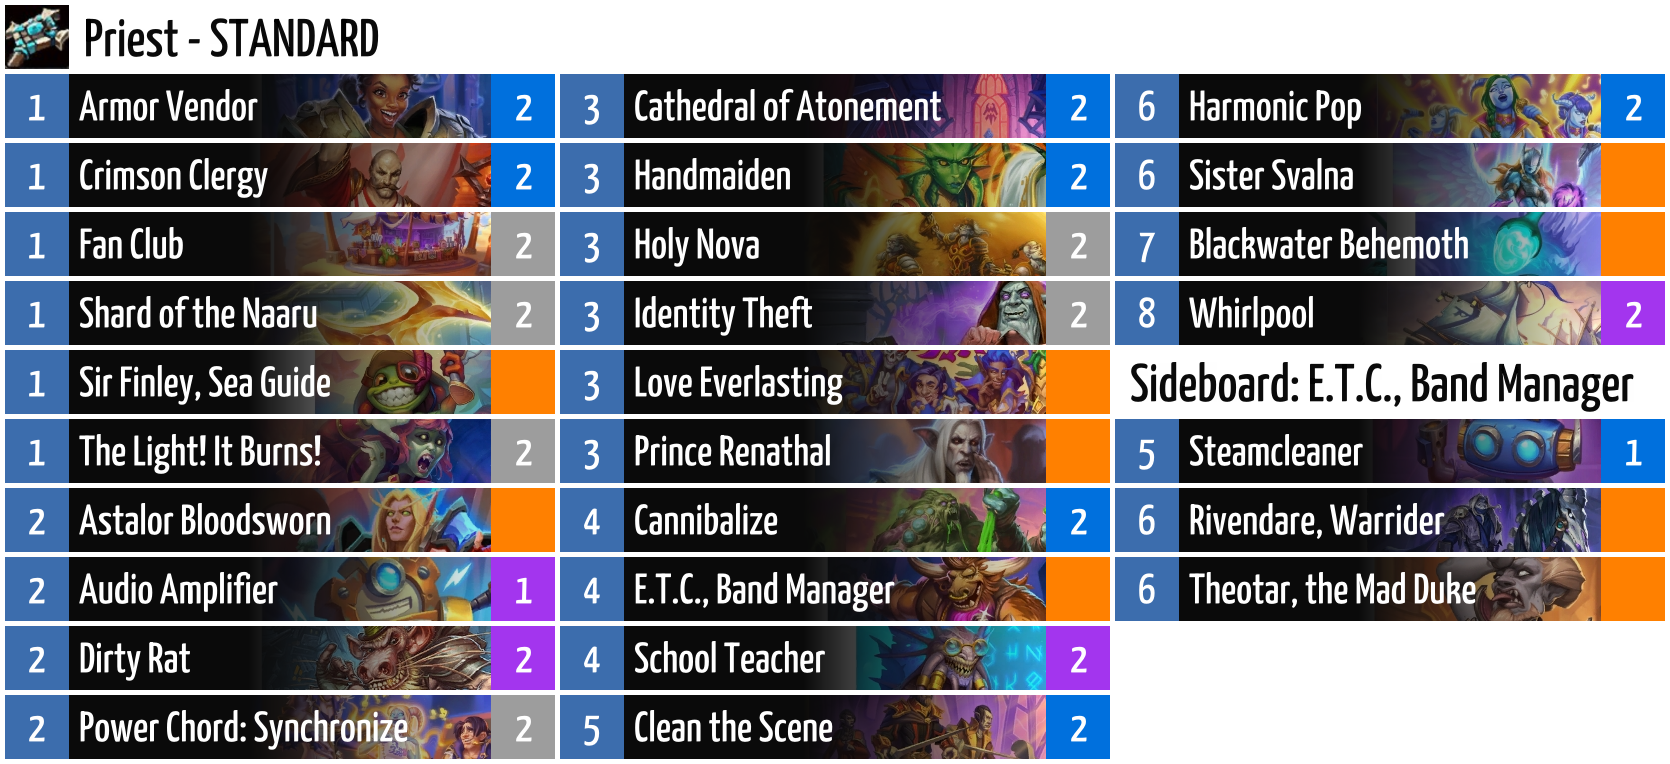 Priest - STANDARD
1 Armor Vendor 2
1 Crimson Clergy 2
1 Fan Club 2
1 Shard of the Naaru 2
1 Sir Finley, Sea Guide
1 The Light! It Burns! 2
2 Astalor Bloodsworn
2 Audio Amplifier 1
2 Dirty Rat 2
2 Power Chord: Synchronize 2
3 Cathedral of Atonement 2
3 Handmaiden 2
3 Holy Nova 2
3 Identity Theft 2
3 Love Everlasting
3 Prince Renathal
4 Cannibalize 2
4 E.T.C., Band Manager
4 School Teacher 2
5 Clean the Scene 2
6 Harmonic Pop 2
6 Sister Svalna
7 Blackwater Behemoth
8 Whirlpool 2
Sideboard: E.T.C., Band Manager
5 Steamcleaner 1
6 Rivendare, Warrider
6 Theotar, the Mad Duke